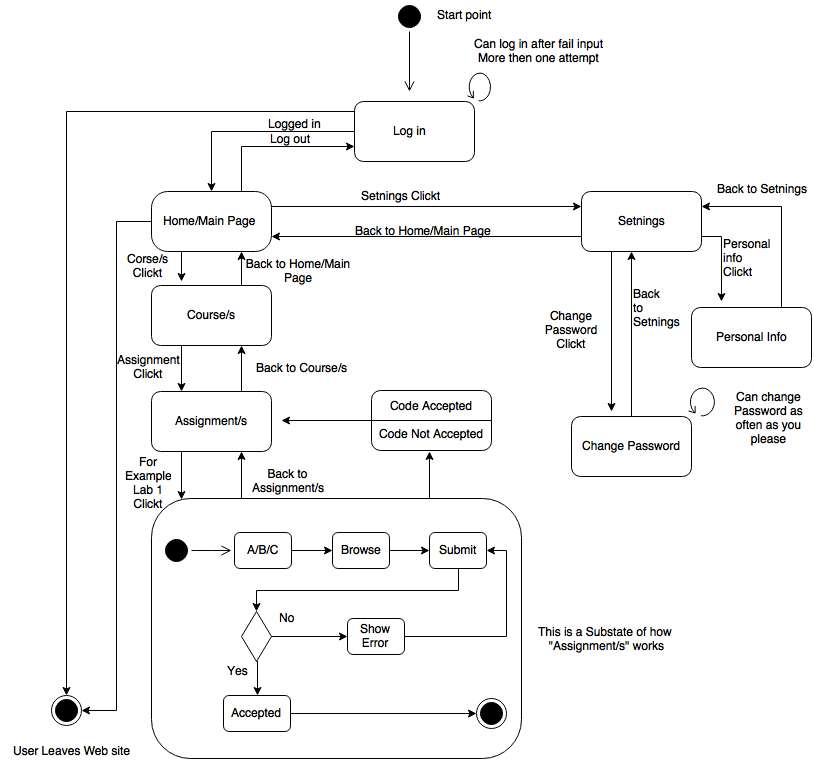 Start point
Can log in after fail input
More then one attempt
Log in
Logged in
Log out
Home/Main Page
Setnings Clickt
Back to Home/Main Page
Setnings
Back to Setnings
Personal
info
Clickt
Personal Info
Corse/s
Clickt
Back to Home/Main
Page
Course/s
Change
Password
Clickt
Back
to
Setnings
Assignment
Clickt
Back to Course/s
Assignment/s
Code Accepted
Code Not Accepted
Can change
Password as
often as you
please
Change Password
For
Example
Lab 1
Clickt
Back to
Assignment/s
A/B/C
Browse
Submit
No
Show
Error
Yes
Accepted
This is a Substate of how
"Assignment/s" works
User Leaves Web site